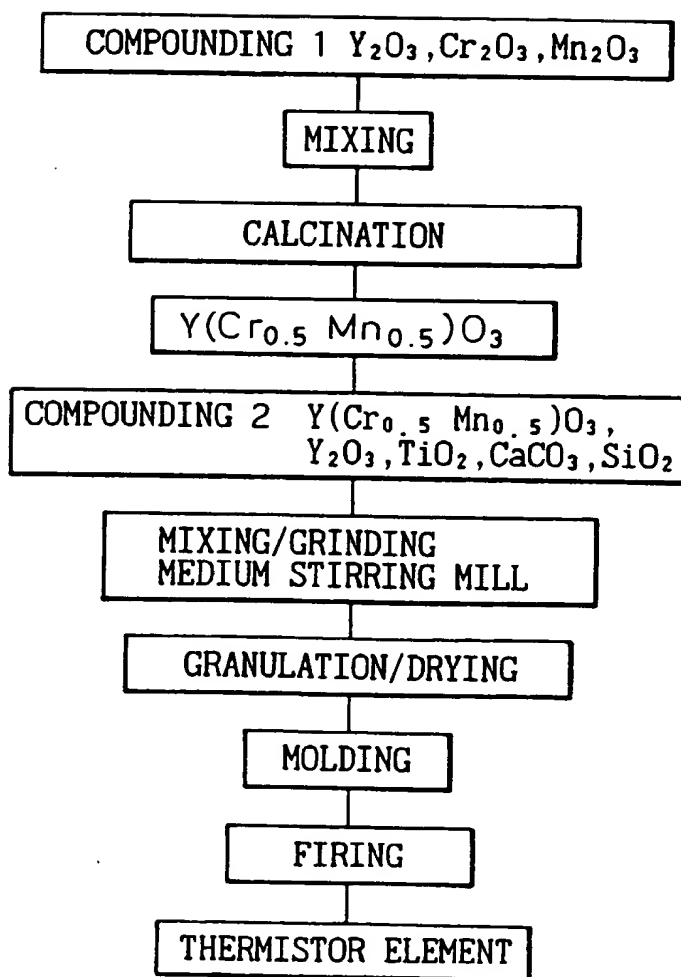 COMPOUNDING 1 Y₂O₃,Cr₂O₃,Mn₂O₃
MIXING
CALCINATION
Y(Cr₀.₅ Mn₀.₅)O₃
COMPOUNDING 2 Y(Cr₀.₅ Mn₀.₅)O₃,
Y₂O₃,TiO₂,CaCO₃,SiO₂
MIXING/GRINDING
MEDIUM STIRRING MILL
GRANULATION/DRYING
MOLDING
FIRING
THERMISTOR ELEMENT